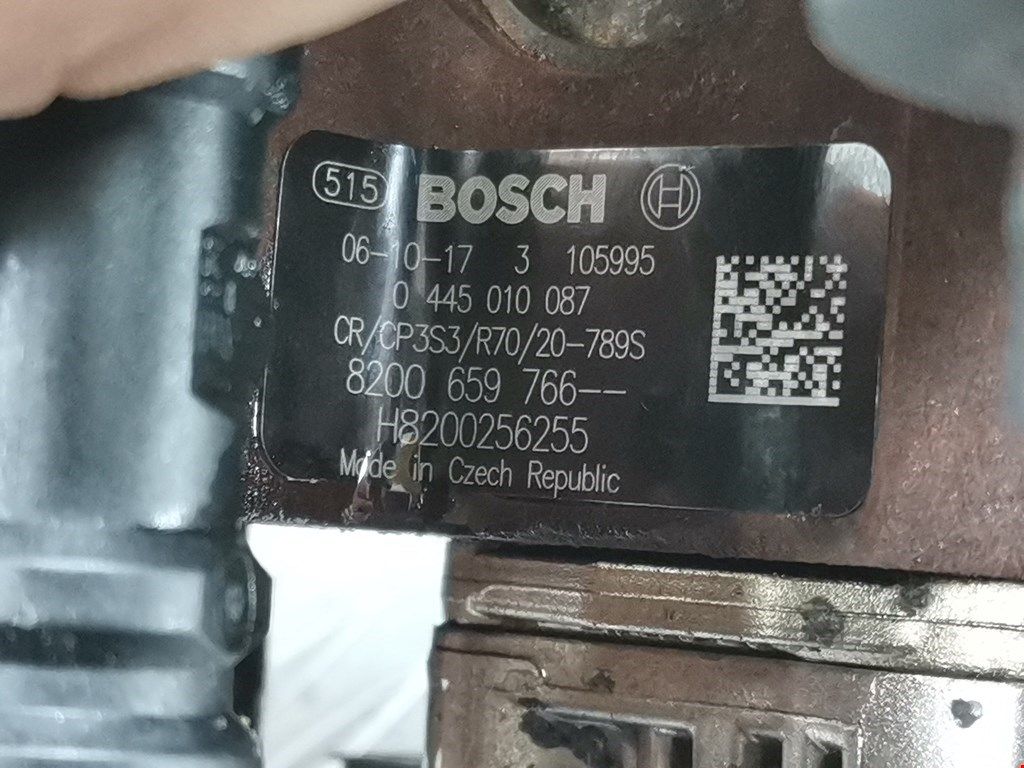 515 BOSCH H
06-10-17 3 105995
0 445 010 087
CR/CP3S3/R70/20-789S
8200 659 766--
H8200256255
Made in Czech Republic